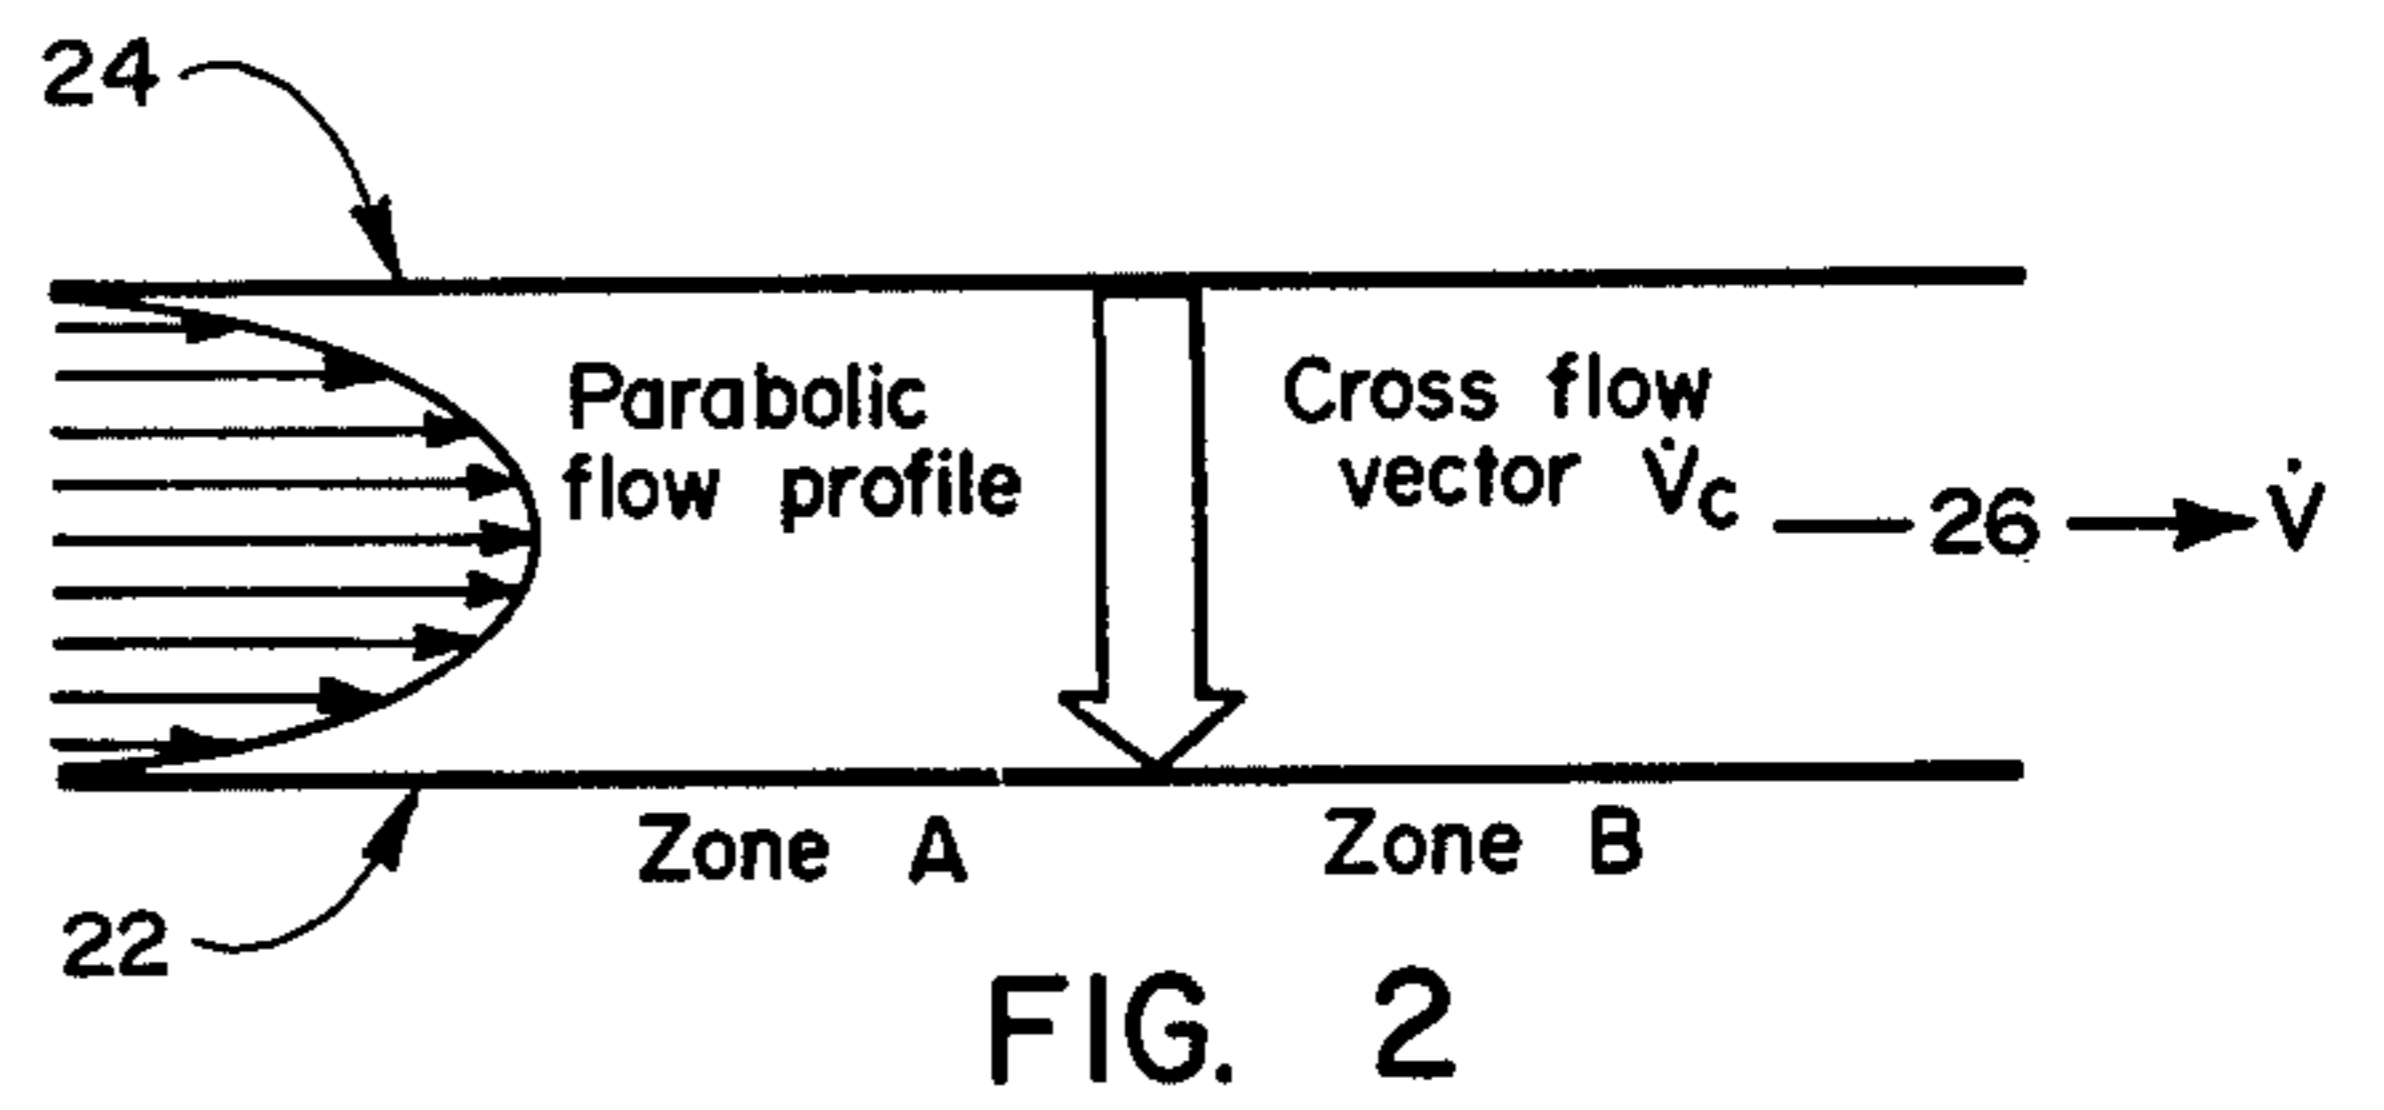 24
Parabolic
flow profile
Cross flow
vector V̇c — 26 → V̇
Zone A
Zone B
22
FIG. 2